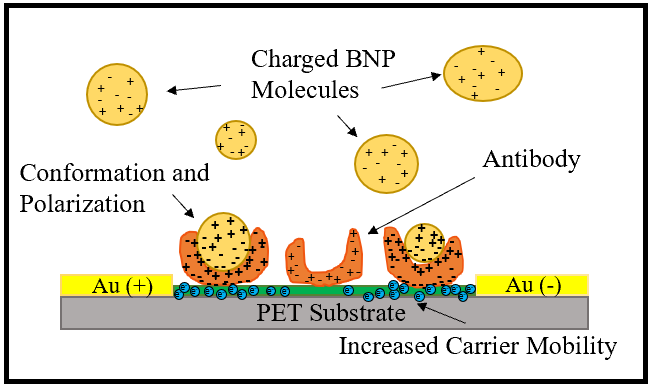 Charged BNP
Molecules
Antibody
Conformation and
Polarization
Au (+)
Au (-)
PET Substrate
Increased Carrier Mobility